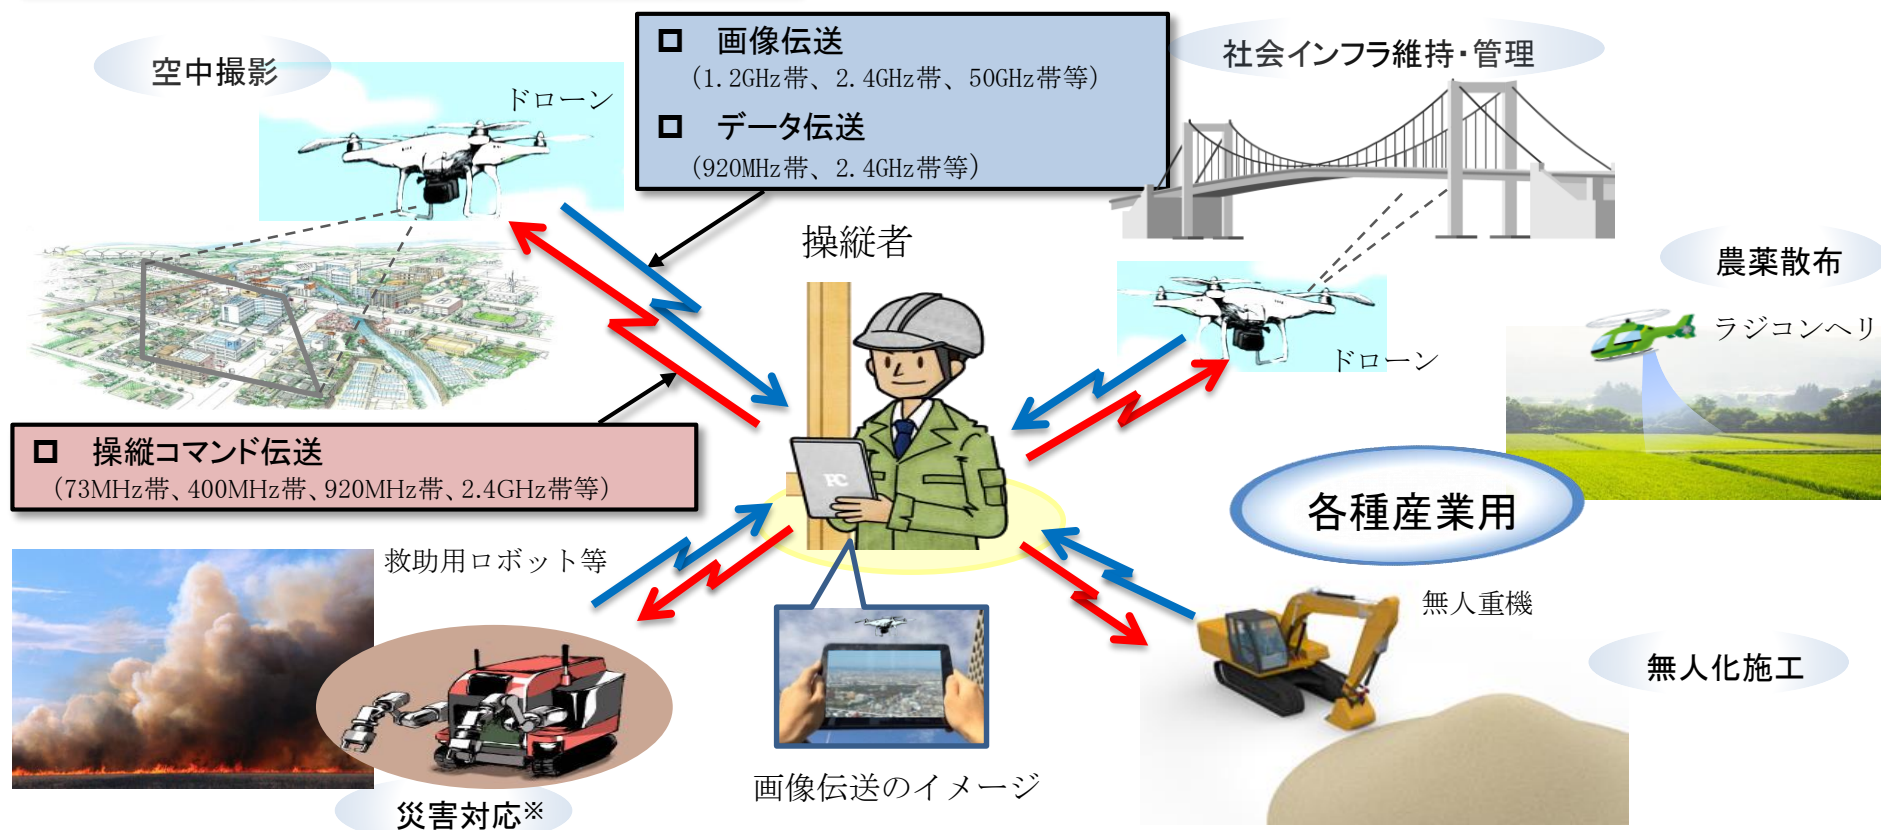 空中撮影
ドローン
□ 画像伝送
(1.2GHz帯、2.4GHz帯、50GHz帯等)
□ データ伝送
(920MHz帯、2.4GHz帯等)
社会インフラ維持・管理
操縦者
ドローン
農薬散布
ラジコンヘリ
□ 操縦コマンド伝送
(73MHz帯、400MHz帯、920MHz帯、2.4GHz帯等)
PC
各種産業用
救助用ロボット等
無人重機
無人化施工
画像伝送のイメージ
災害対応※